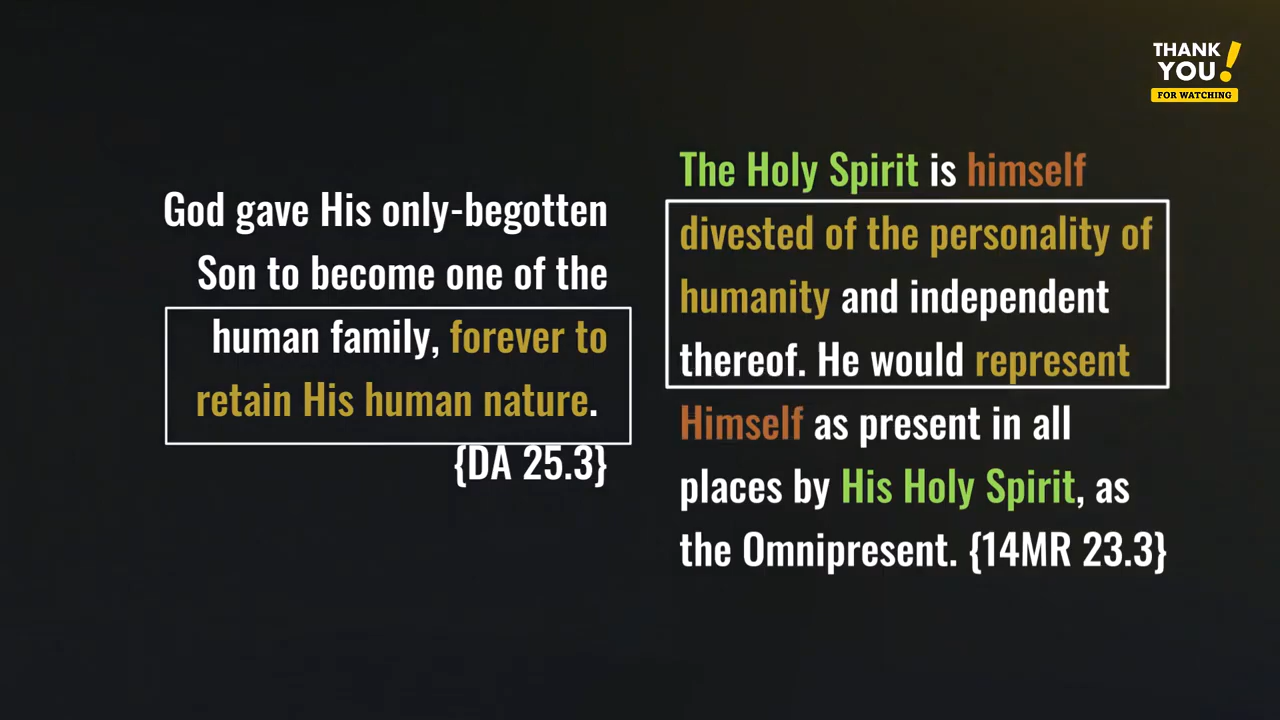 THANK
YOU!
FOR WATCHING
God gave His only-begotten
Son to become one of the
human family, forever to
retain His human nature.
{DA 25.3}
The Holy Spirit is himself
divested of the personality of
humanity and independent
thereof. He would represent
Himself as present in all
places by His Holy Spirit, as
the Omnipresent. {14MR 23.3}